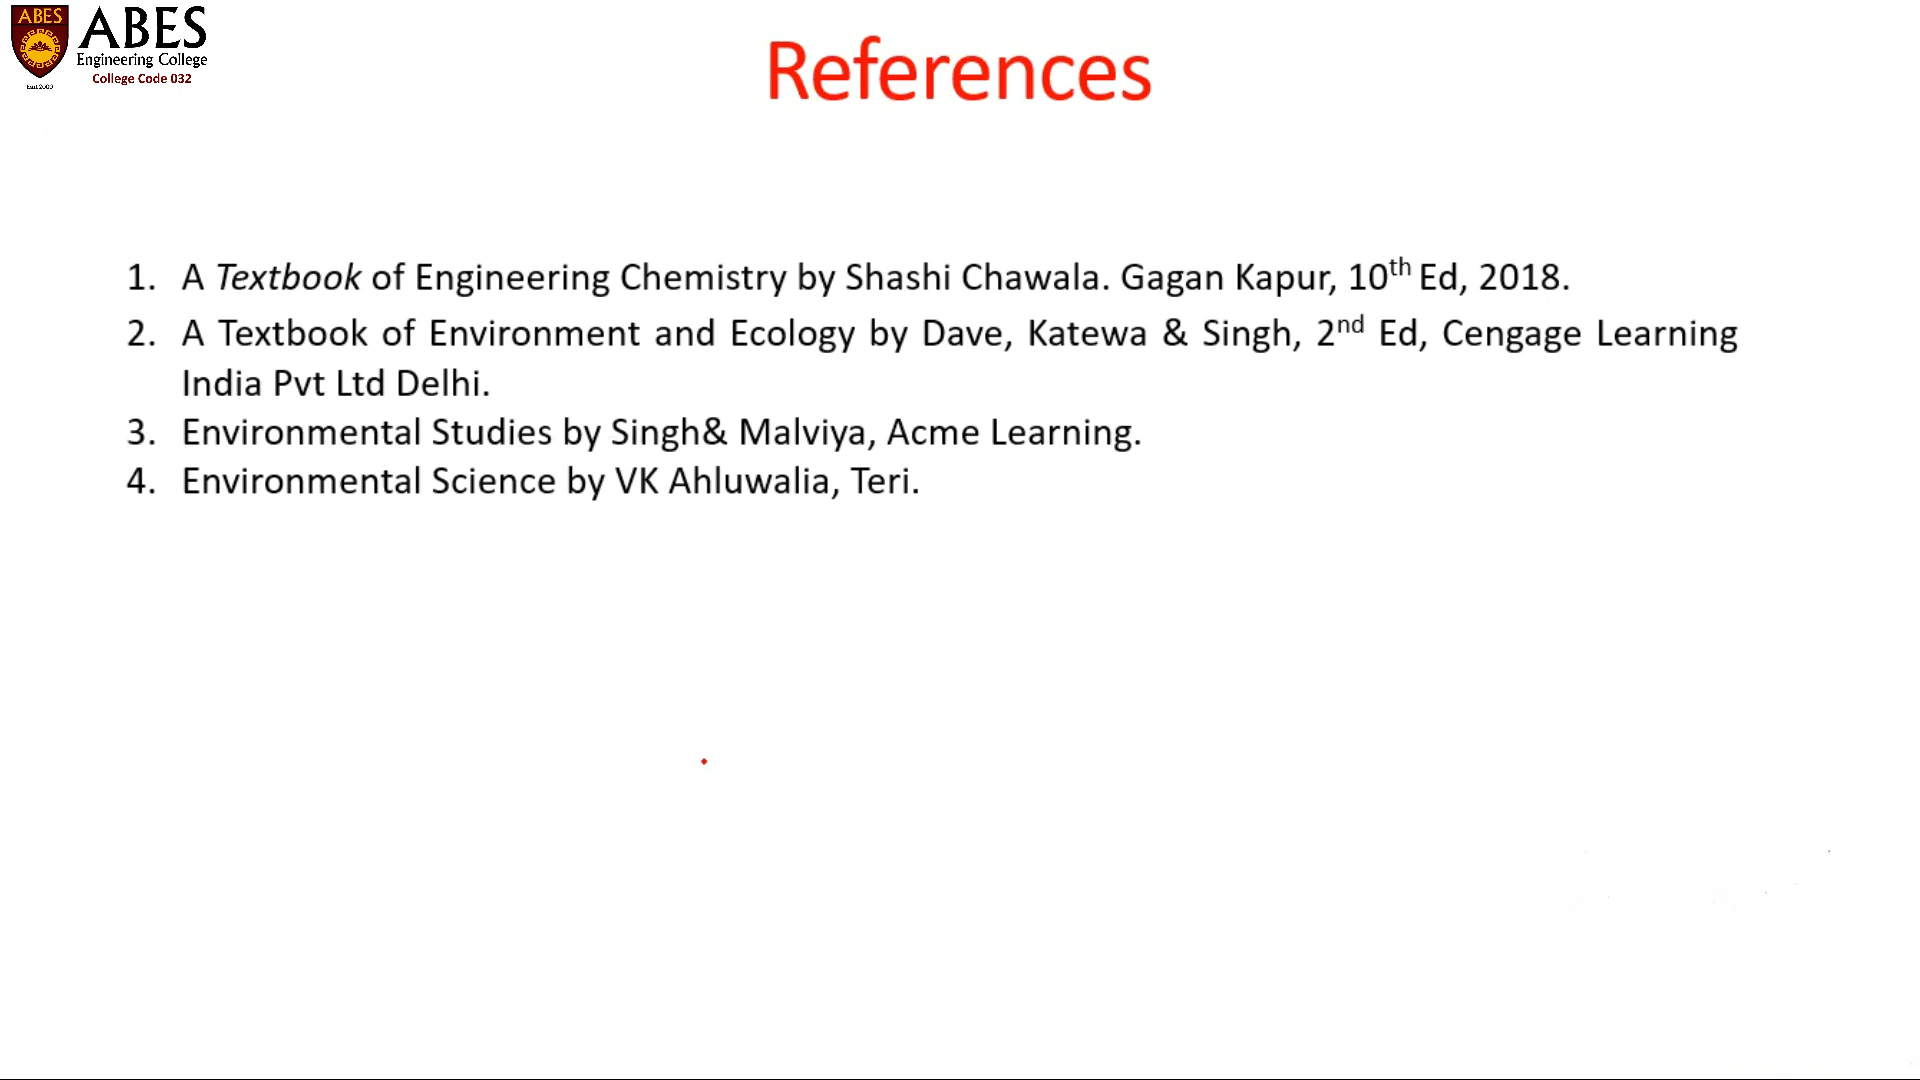 ABES
ABES
Engineering College
College Code 032
References
1. A Textbook of Engineering Chemistry by Shashi Chawala. Gagan Kapur, 10th Ed, 2018.
2. A Textbook of Environment and Ecology by Dave, Katewa & Singh, 2nd Ed, Cengage Learning
India Pvt Ltd Delhi.
3. Environmental Studies by Singh& Malviya, Acme Learning.
4. Environmental Science by VK Ahluwalia, Teri.